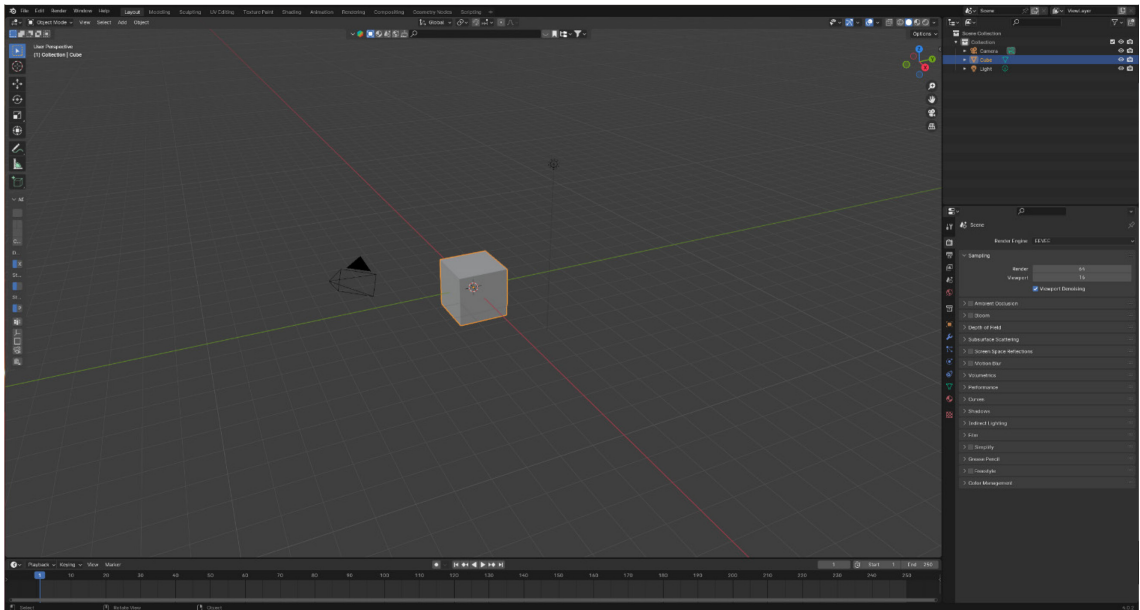 File Edit Render Window Help Layout Modeling Sculpting UV Editing Texture Paint Shading Animation Rendering Compositing Geometry Nodes Scripting +
Scene
ViewLayer
Object Mode View Select Add Object
Global
Options
User Perspective
(1) Collection | Cube
Scene Collection
Collection
Camera
Cube
Light
Scene
Render Engine EEVEE
Sampling
Render 64
Viewport 16
Viewport Denoising
Ambient Occlusion
Bloom
Depth of Field
Subsurface Scattering
Screen Space Reflections
Motion Blur
Volumetrics
Performance
Curves
Shadows
Indirect Lighting
Film
Simplify
Grease Pencil
Freestyle
Color Management
Playback Keying View Marker
1 Start 1 End 250
1 10 20 30 40 50 60 70 80 90 100 110 120 130 140 150 160 170 180 190 200 210 220 230 240 250
Select Rotate View